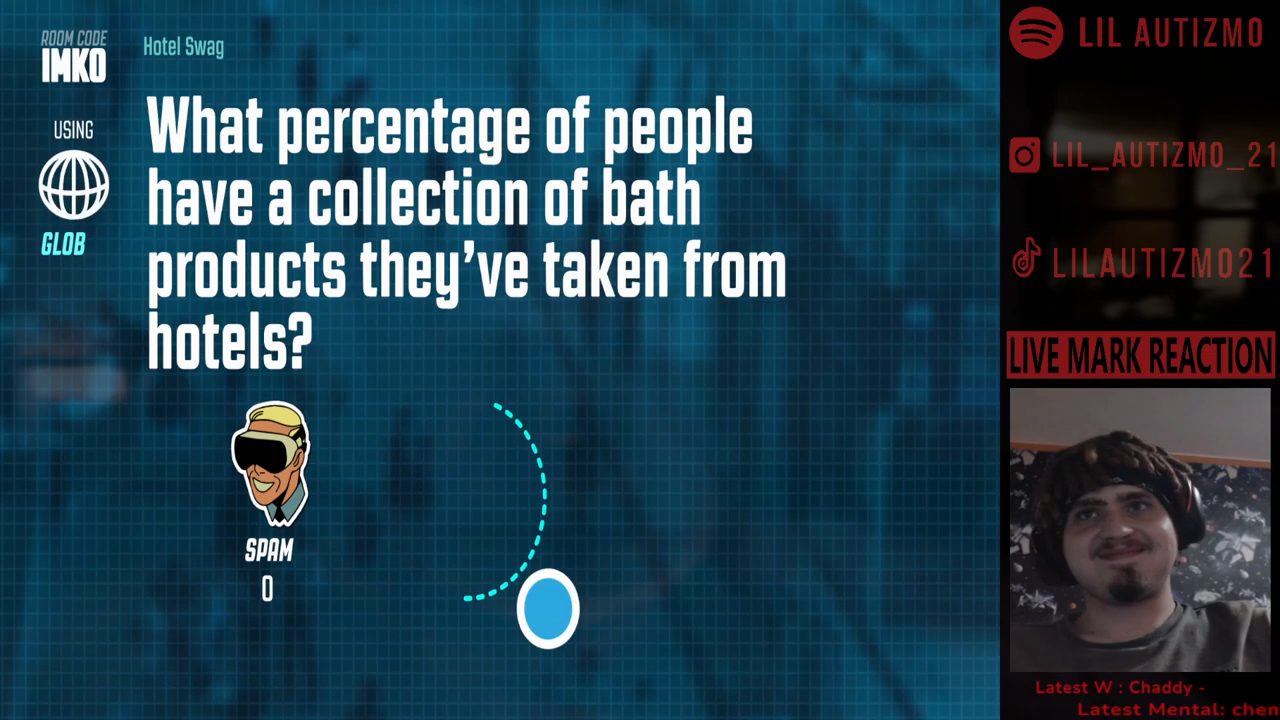 ROOM CODE
IMKO
Hotel Swag
USING
GLOB
What percentage of people
have a collection of bath
products they’ve taken from
hotels?
SPAM
0
LIL AUTIZMO
LIL_AUTIZMO_21
LILAUTIZMO21
LIVE MARK REACTION
Latest W : Chaddy -
Latest Mental: chen